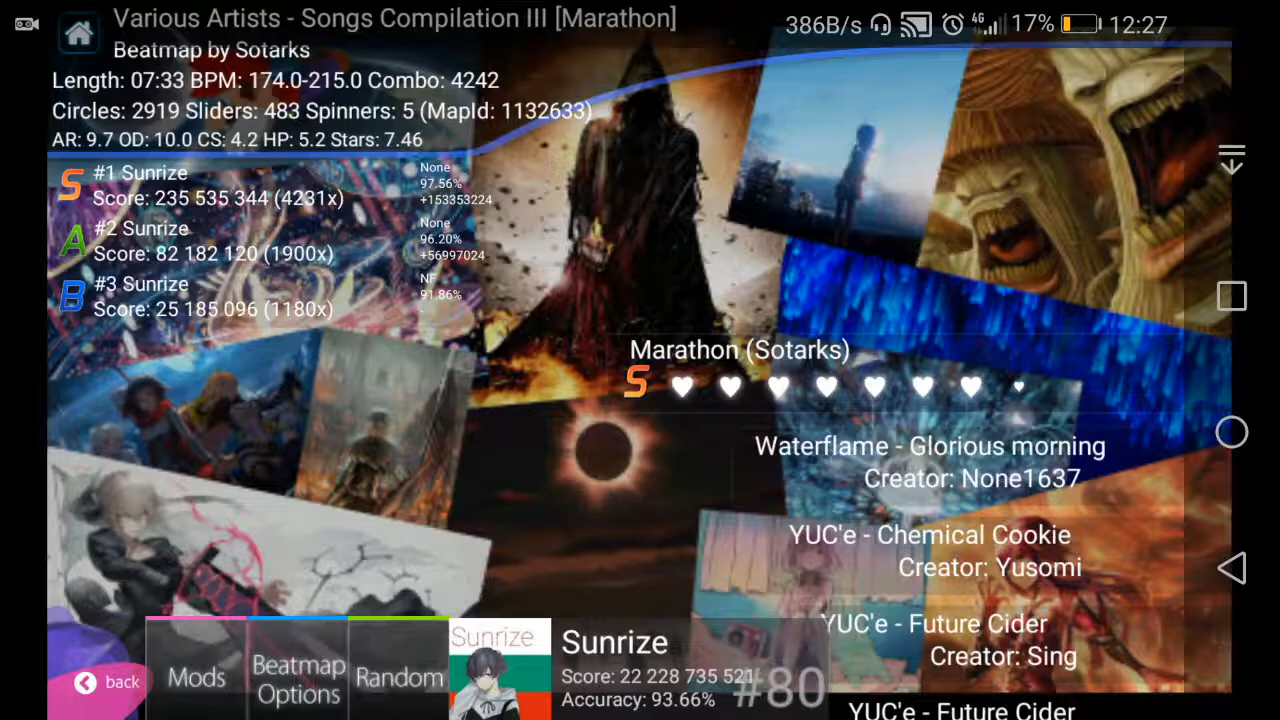 Various Artists - Songs Compilation III [Marathon]
386B/s 4G 17% 12:27
Beatmap by Sotarks
Length: 07:33 BPM: 174.0-215.0 Combo: 4242
Circles: 2919 Sliders: 483 Spinners: 5 (MapId: 1132633)
AR: 9.7 OD: 10.0 CS: 4.2 HP: 5.2 Stars: 7.46
S #1 Sunrize None
97.56%
Score: 235 535 344 (4231x) +153353224
A #2 Sunrize None
96.20%
Score: 82 182 120 (1900x) +56997024
B #3 Sunrize NF
91.86%
Score: 25 185 096 (1180x) -
Marathon (Sotarks)
S
Waterflame - Glorious morning
Creator: None1637
YUC'e - Chemical Cookie
Creator: Yusomi
YUC'e - Future Cider
Creator: Sing
YUC'e - Future Cider
back
Mods
Beatmap
Options
Random
Sunrize
Sunrize
Score: 22 228 735 521
Accuracy: 93.66%
#80